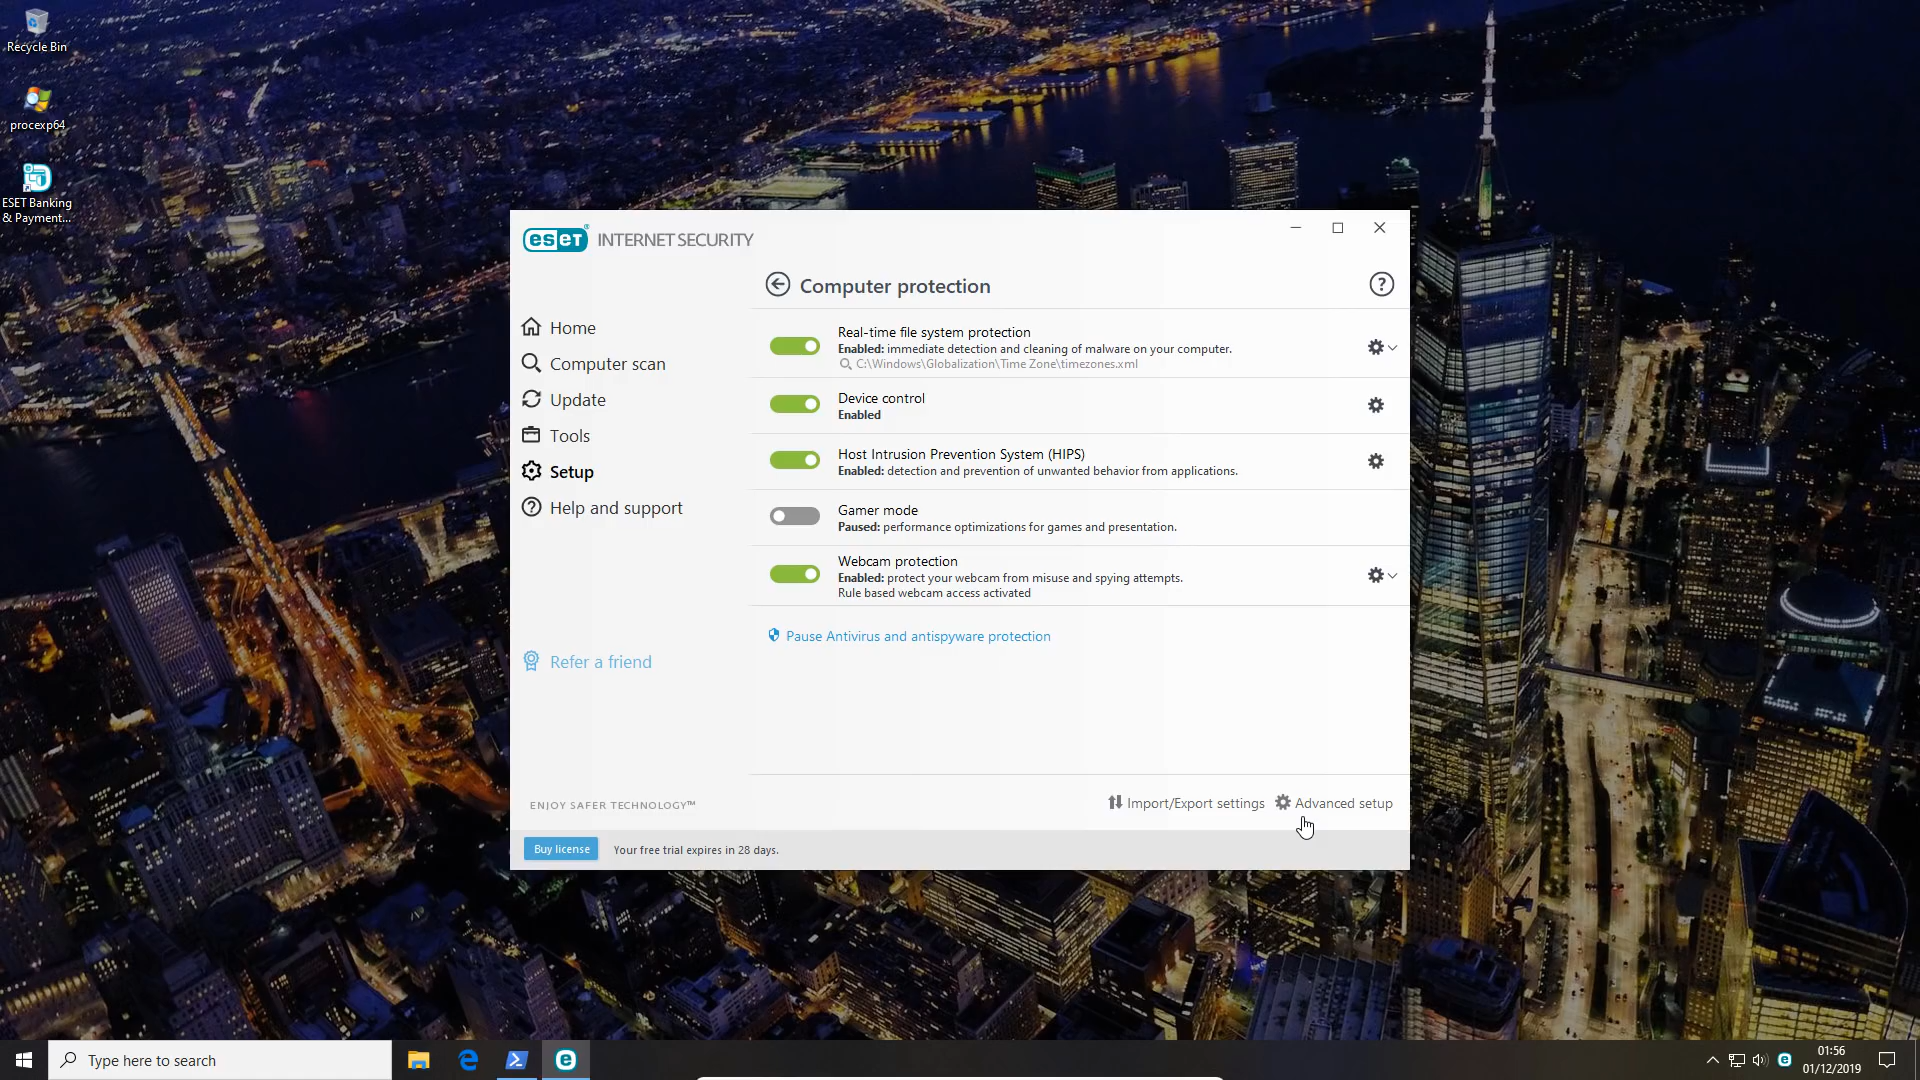 Recycle Bin
procexp64
ESET Banking
& Payment...
eseT® INTERNET SECURITY
Computer protection
?
Home
Computer scan
Update
Tools
Setup
Help and support
Refer a friend
Real-time file system protection
Enabled: immediate detection and cleaning of malware on your computer.
C:\Windows\Globalization\Time Zone\timezones.xml
Device control
Enabled
Host Intrusion Prevention System (HIPS)
Enabled: detection and prevention of unwanted behavior from applications.
Gamer mode
Paused: performance optimizations for games and presentation.
Webcam protection
Enabled: protect your webcam from misuse and spying attempts.
Rule based webcam access activated
Pause Antivirus and antispyware protection
ENJOY SAFER TECHNOLOGY™
Import/Export settings
Advanced setup
Buy license
Your free trial expires in 28 days.
Type here to search
01:56
01/12/2019